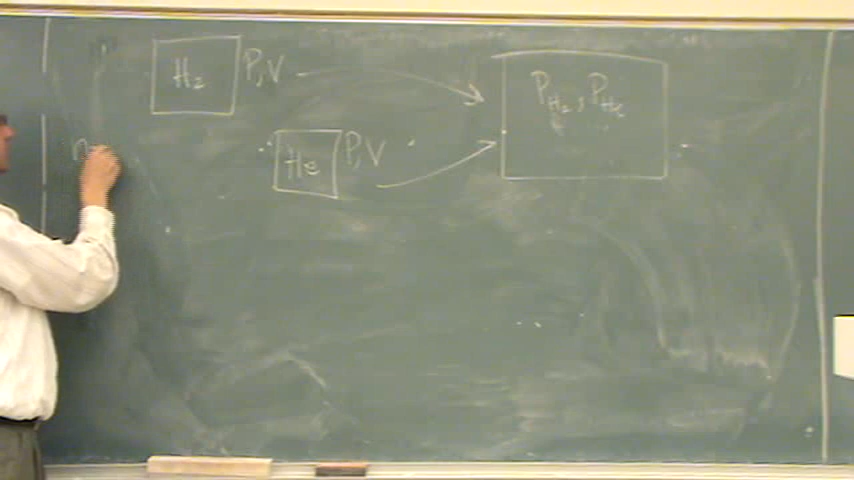 H₂ P,V
P_H₂, P_He
He P,V
n